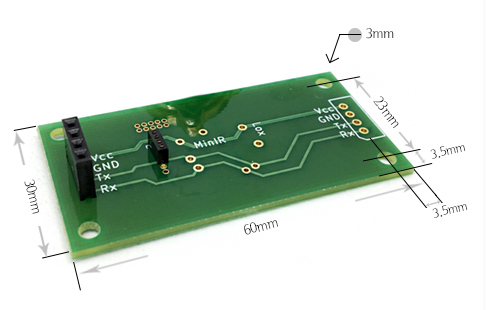 3mm
23mm
Vcc
GND
Tx
Rx
Lox
MiniR
Vcc
GND
Tx
Rx
3,5mm
30mm
3,5mm
60mm